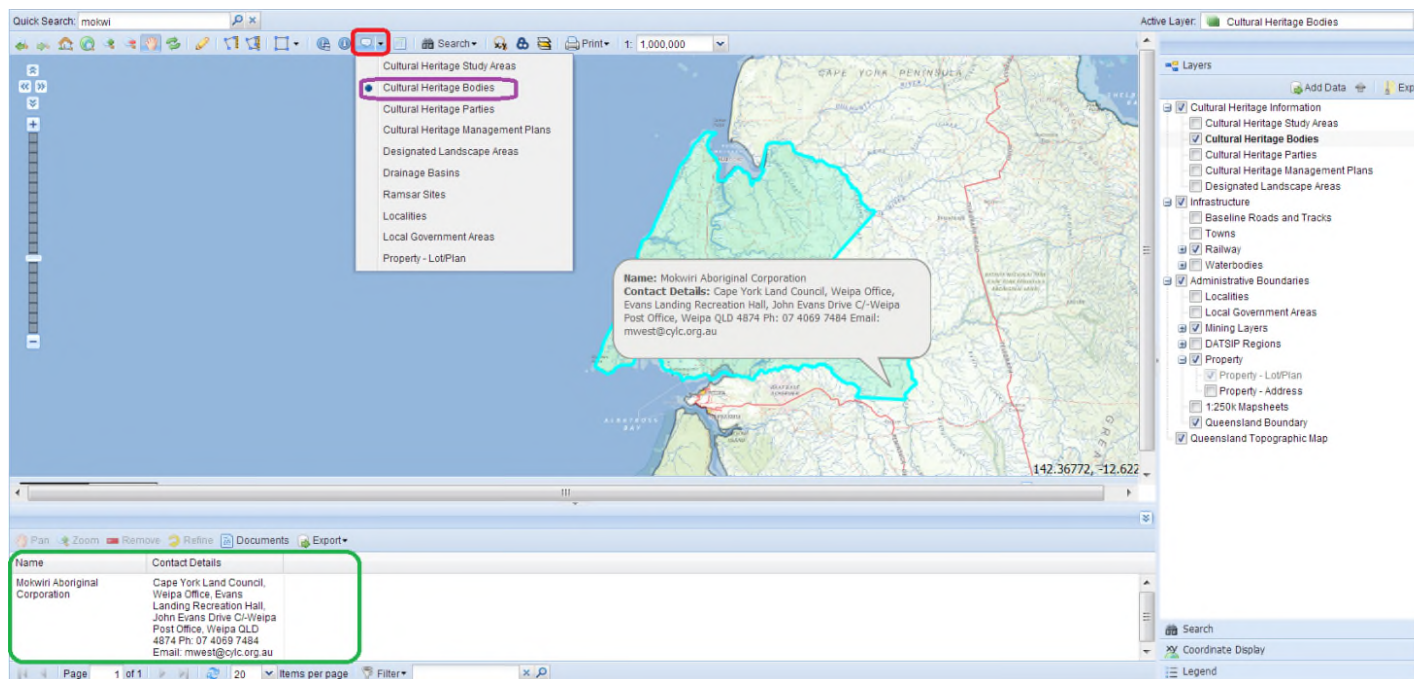 Quick Search: mokwi
Active Layer: Cultural Heritage Bodies
Search
Print
1: 1,000,000
Cultural Heritage Study Areas
Cultural Heritage Bodies
Cultural Heritage Parties
Cultural Heritage Management Plans
Designated Landscape Areas
Drainage Basins
Ramsar Sites
Localities
Local Government Areas
Property - Lot/Plan
CAPE YORK PENINSULA
Name: Mokwiri Aboriginal Corporation
Contact Details: Cape York Land Council, Weipa Office,
Evans Landing Recreation Hall, John Evans Drive C/-Weipa
Post Office, Weipa QLD 4874 Ph: 07 4069 7484 Email:
mwest@cylc.org.au
ALBATROSS
BAY
142.36772, -12.622
Layers
Add Data
Exp
Cultural Heritage Information
Cultural Heritage Study Areas
Cultural Heritage Bodies
Cultural Heritage Parties
Cultural Heritage Management Plans
Designated Landscape Areas
Infrastructure
Baseline Roads and Tracks
Towns
Railway
Waterbodies
Administrative Boundaries
Localities
Local Government Areas
Mining Layers
DATSIP Regions
Property
Property - Lot/Plan
Property - Address
1:250k Mapsheets
Queensland Boundary
Queensland Topographic Map
Search
Coordinate Display
Legend
Pan Zoom Remove Refine Documents Export
Name Contact Details
Mokwiri Aboriginal
Corporation
Cape York Land Council,
Weipa Office, Evans
Landing Recreation Hall,
John Evans Drive C/-Weipa
Post Office, Weipa QLD
4874 Ph: 07 4069 7484
Email: mwest@cylc.org.au
Page 1 of 1 20 Items per page Filter